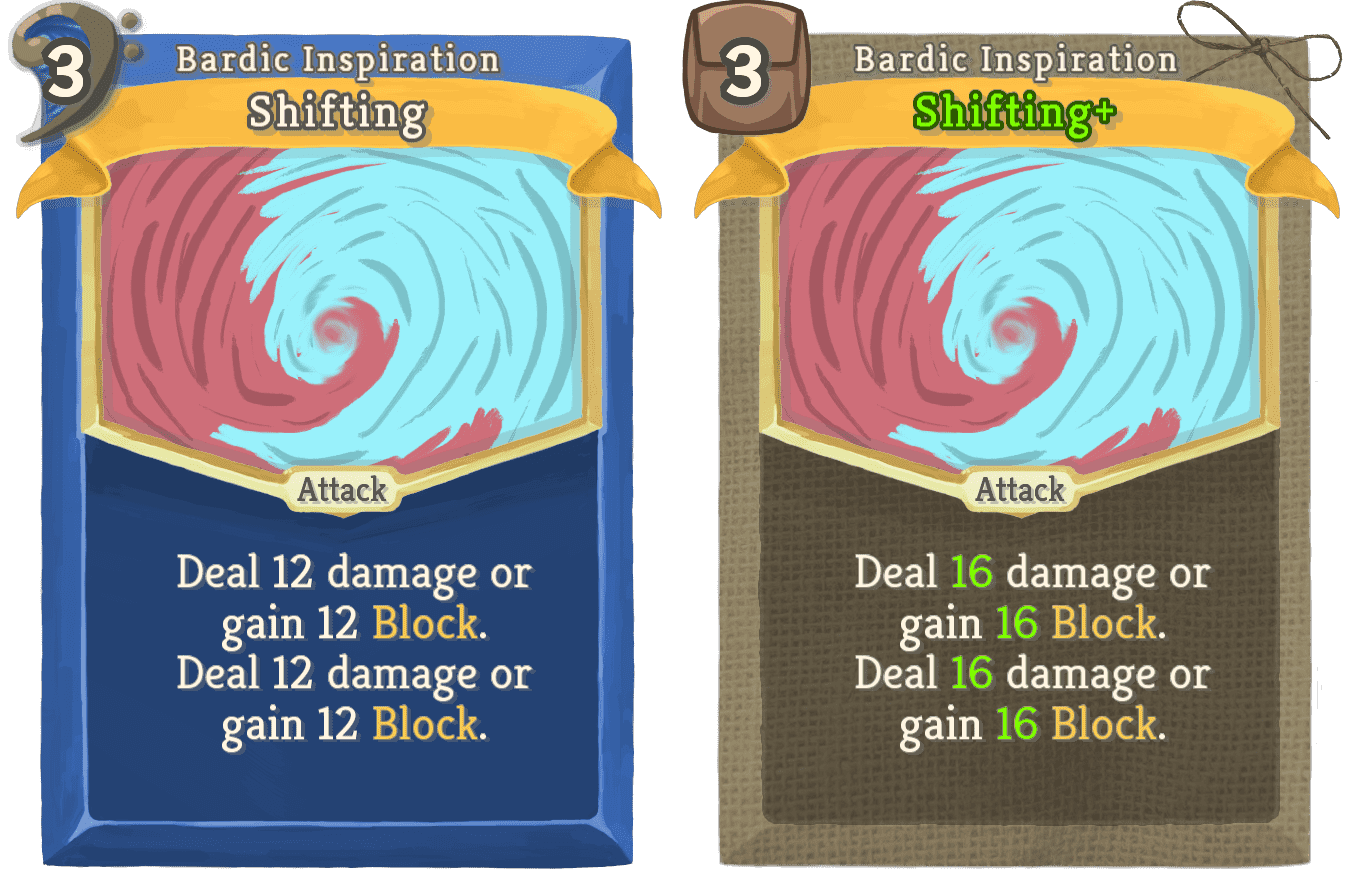 3
Bardic Inspiration
Shifting
Attack
Deal 12 damage or
gain 12 Block.
Deal 12 damage or
gain 12 Block.
3
Bardic Inspiration
Shifting+
Attack
Deal 16 damage or
gain 16 Block.
Deal 16 damage or
gain 16 Block.